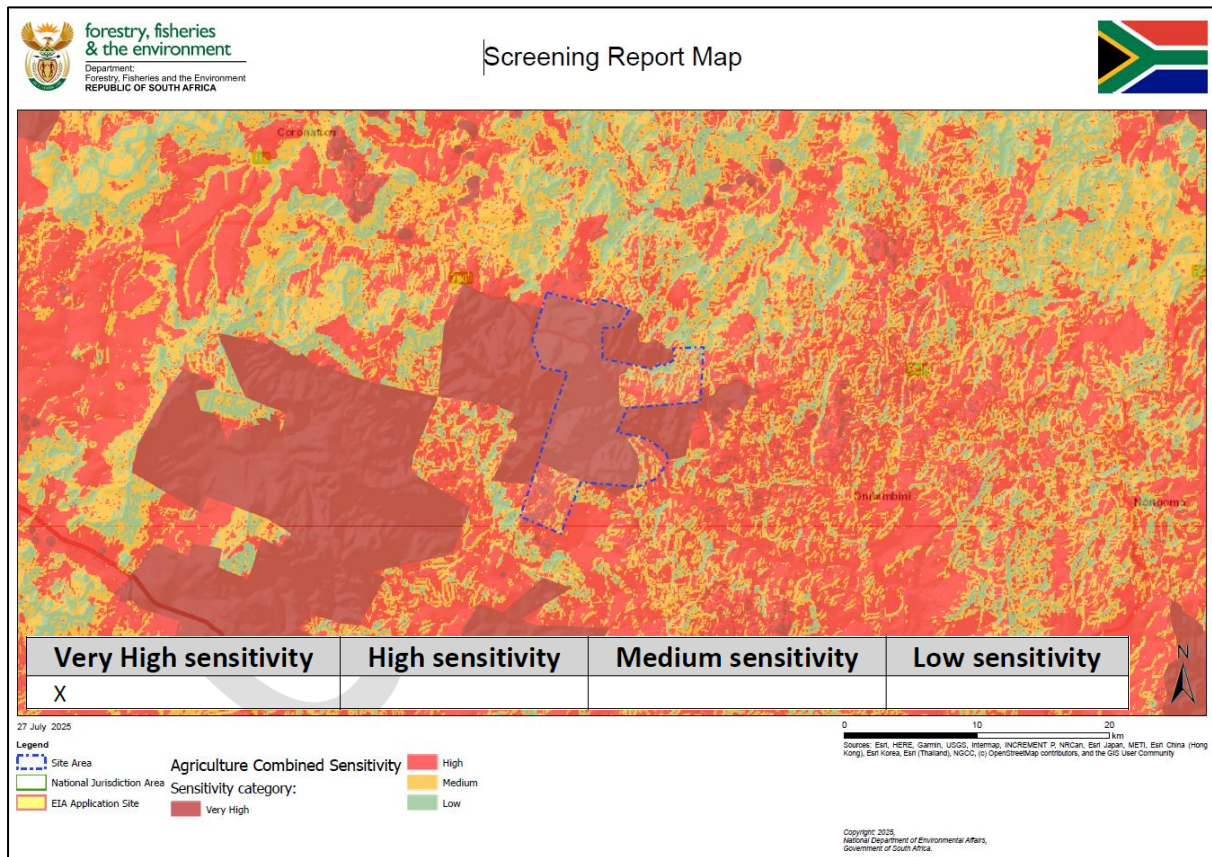 forestry, fisheries
& the environment
Department:
Forestry, Fisheries and the Environment
REPUBLIC OF SOUTH AFRICA
Screening Report Map
Coronation
Nongoma
Very High sensitivity High sensitivity Medium sensitivity Low sensitivity
X
N
27 July 2025
0 10 20
km
Legend
Site Area
National Jurisdiction Area
EIA Application Site
Agriculture Combined Sensitivity
Sensitivity category:
Very High
High
Medium
Low
Sources: Esri, HERE, Garmin, USGS, Intermap, INCREMENT P, NRCan, Esri Japan, METI, Esri China (Hong
Kong), Esri Korea, Esri (Thailand), NGCC, (c) OpenStreetMap contributors, and the GIS User Community
Copyright: 2025,
National Department of Environmental Affairs,
Government of South Africa.